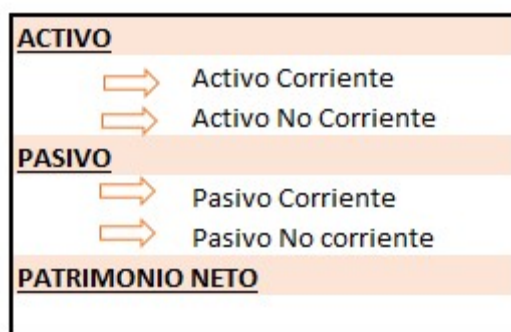 ACTIVO
Activo Corriente
Activo No Corriente
PASIVO
Pasivo Corriente
Pasivo No corriente
PATRIMONIO NETO